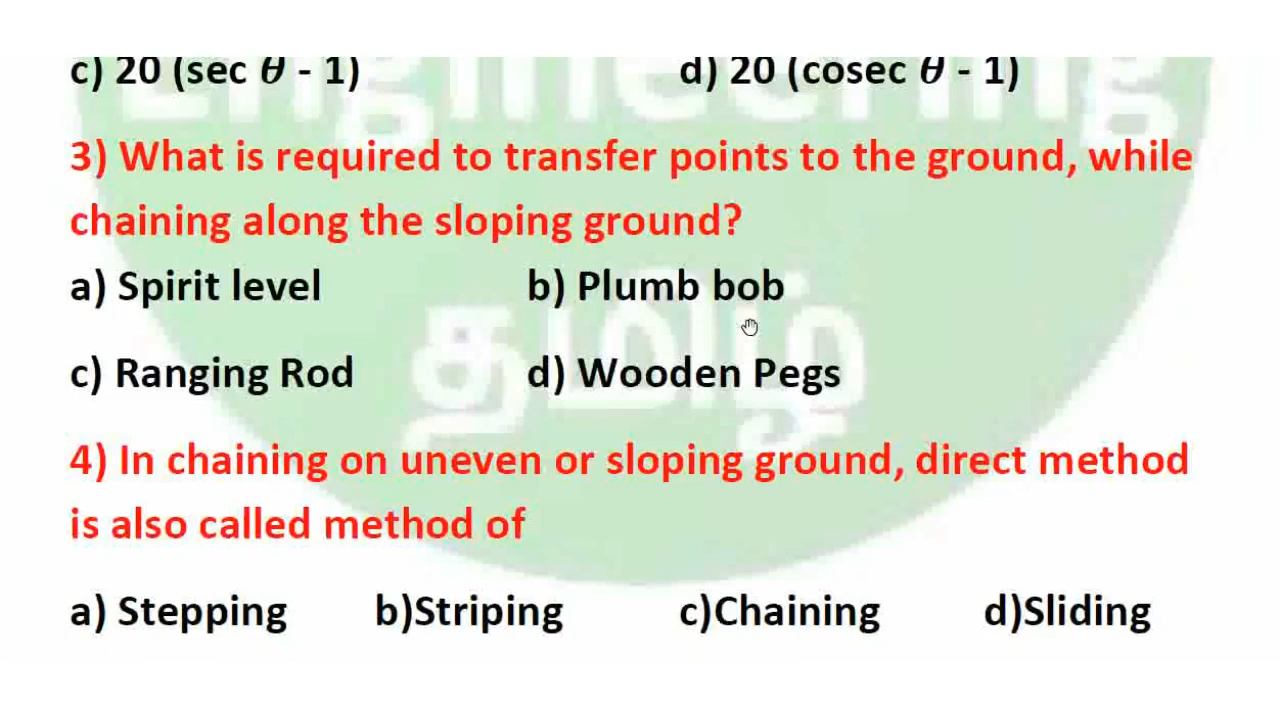 c) 20 (sec θ - 1) d) 20 (cosec θ - 1)
Engineering
3) What is required to transfer points to the ground, while
chaining along the sloping ground?
a) Spirit level b) Plumb bob
தமிழ்
c) Ranging Rod d) Wooden Pegs
4) In chaining on uneven or sloping ground, direct method
is also called method of
a) Stepping b)Striping c)Chaining d)Sliding